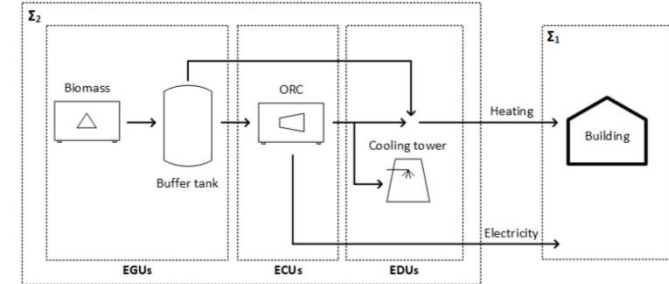 Σ2
Σ1
Biomass
ORC
Heating
Building
Cooling tower
Buffer tank
Electricity
EGUs
ECUs
EDUs